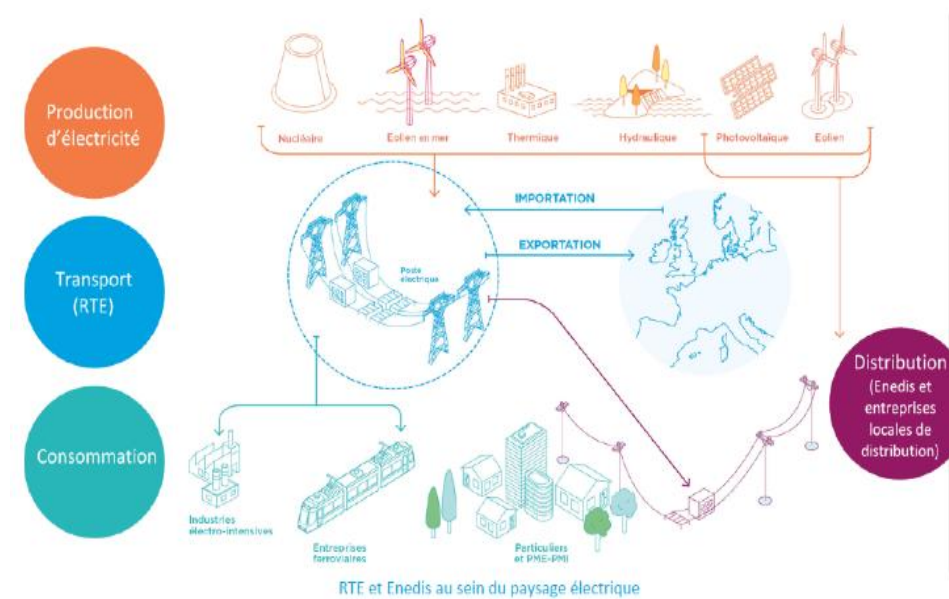 Production
d'électricité
Nucléaire
Eolien en mer
Thermique
Hydraulique
Photovoltaïque
Eolien
Transport
(RTE)
Poste
électrique
IMPORTATION
EXPORTATION
Distribution
(Enedis et
entreprises
locales de
distribution)
Consommation
Industries
électro-intensives
Entreprises
ferroviaires
Particuliers
et PME-PMI
RTE et Enedis au sein du paysage électrique